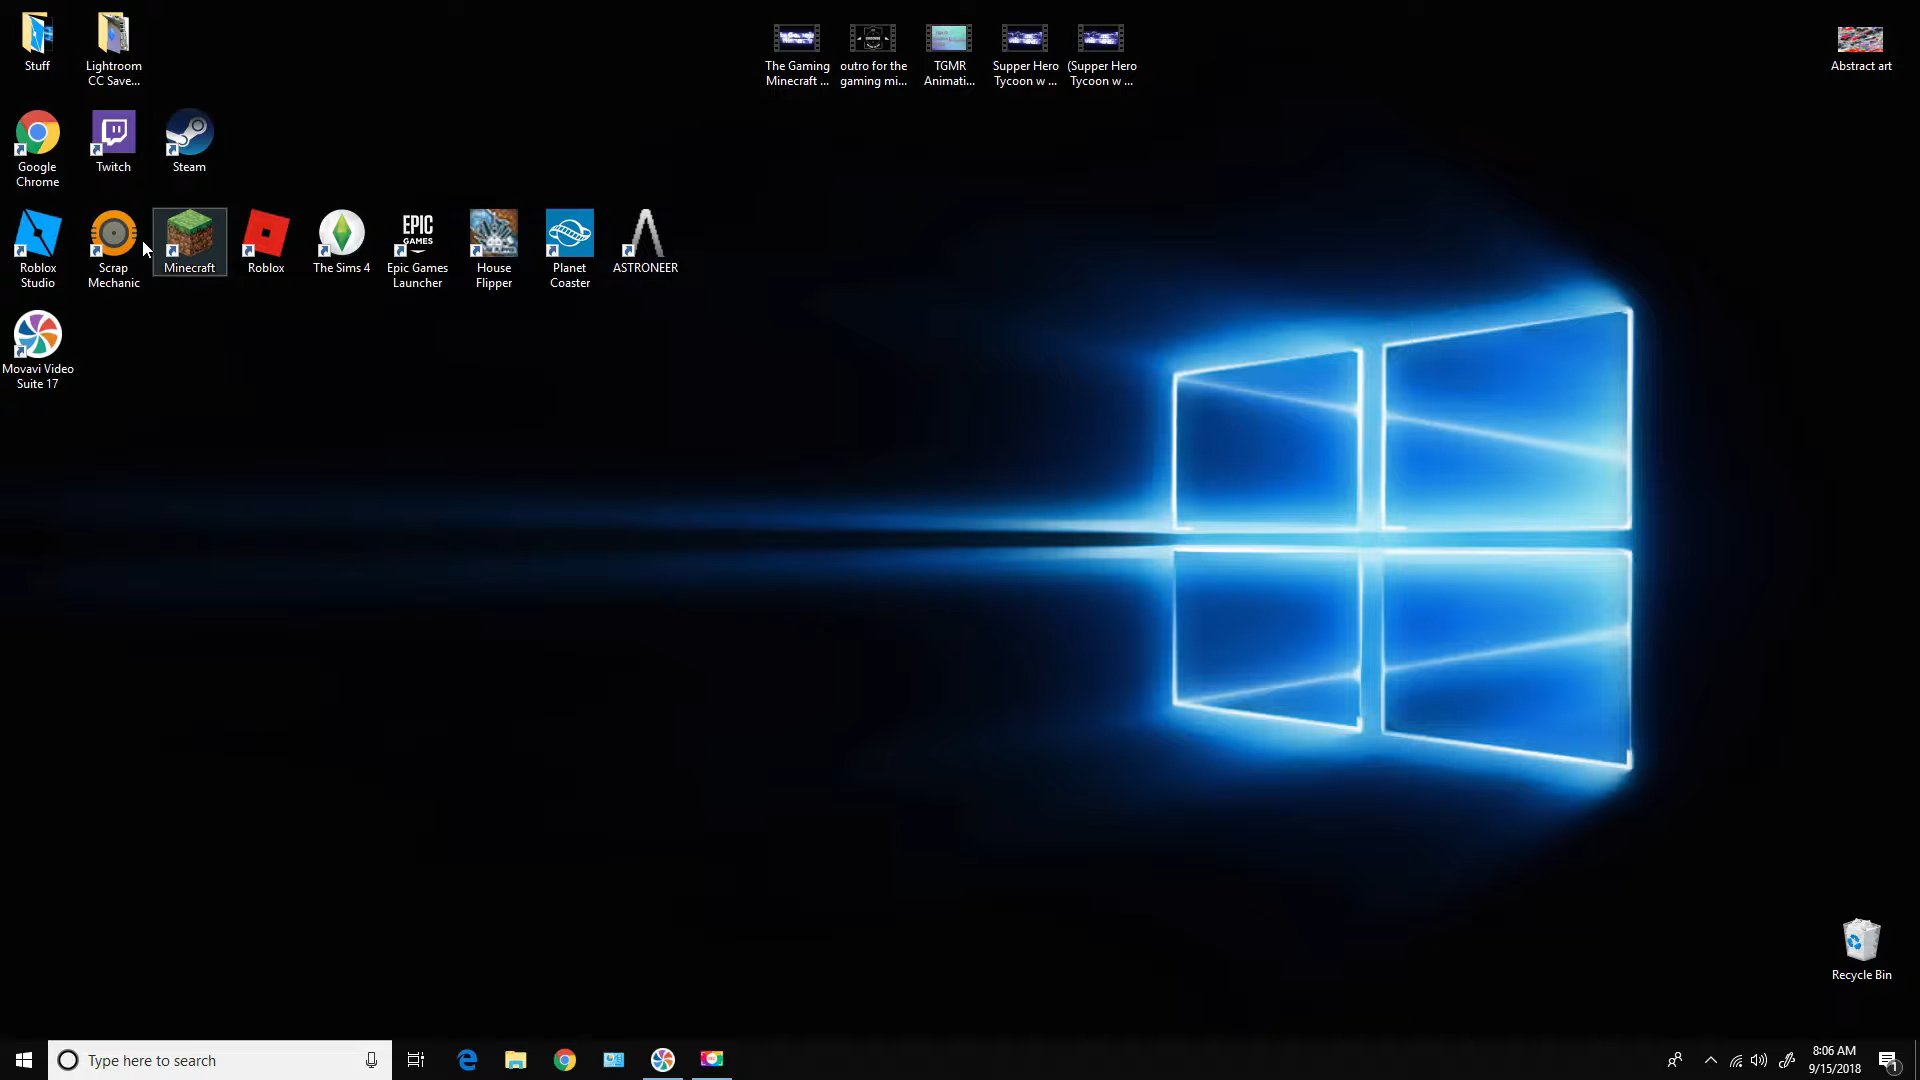 Stuff
Lightroom
CC Save...
The Gaming
Minecraft ...
outro for the
gaming mi...
TGMR
Animati...
Supper Hero
Tycoon w ...
(Supper Hero
Tycoon w ...
Abstract art
Google
Chrome
Twitch
Steam
Roblox
Studio
Scrap
Mechanic
Minecraft
Roblox
The Sims 4
EPIC
GAMES
Epic Games
Launcher
House
Flipper
Planet
Coaster
ASTRONEER
Movavi Video
Suite 17
Recycle Bin
Type here to search
8:06 AM
9/15/2018
1